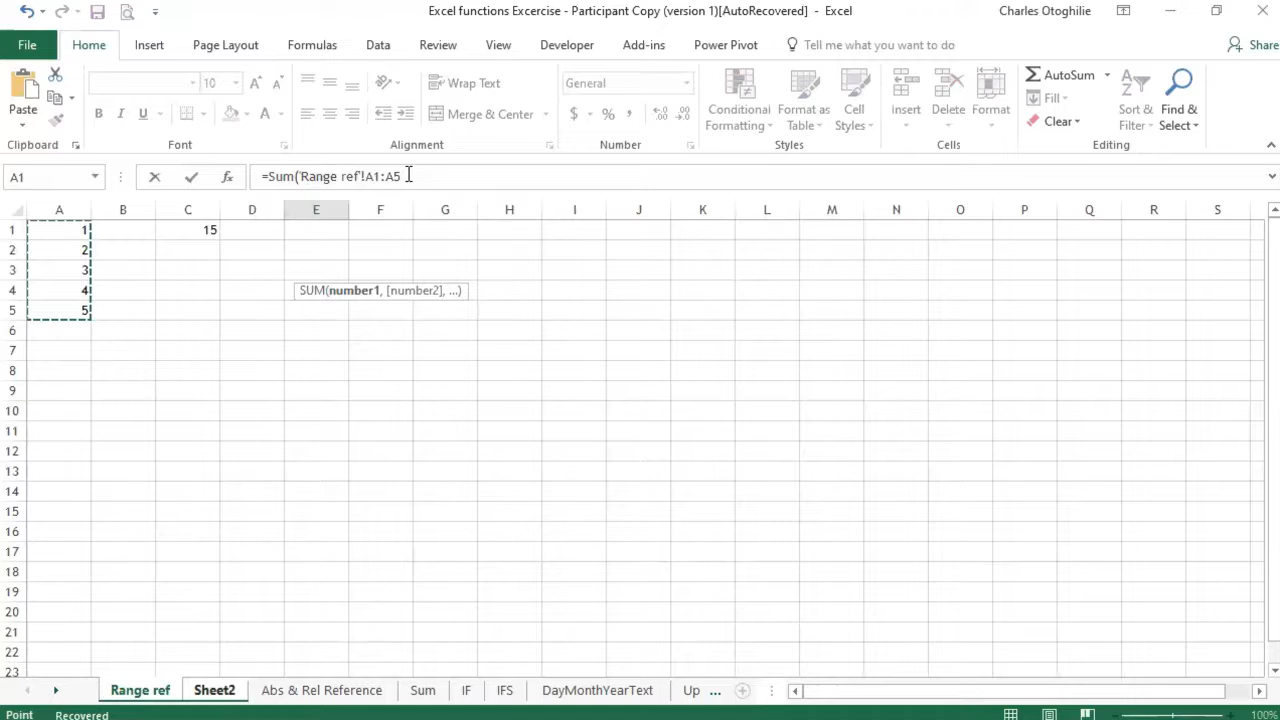 Excel functions Excercise - Participant Copy (version 1)[AutoRecovered] - Excel
Charles Otoghilie
File Home Insert Page Layout Formulas Data Review View Developer Add-ins Power Pivot Tell me what you want to do Share
Paste
Clipboard
10
B I U A
Font
Wrap Text
Merge & Center
Alignment
General
$ % ,
Number
Conditional Formatting
Format as Table
Cell Styles
Styles
Insert Delete Format
Cells
AutoSum
Fill
Clear
Sort & Filter
Find & Select
Editing
A1 fx =Sum('Range ref'!A1:A5
A B C D E F G H I J K L M N O P Q R S
1 1 15
2 2
3 3
4 4 SUM(number1, [number2], ...)
5 5
6
7
8
9
10
11
12
13
14
15
16
17
18
19
20
21
22
23
Range ref Sheet2 Abs & Rel Reference Sum IF IFS DayMonthYearText Up ...
Point Recovered 100%